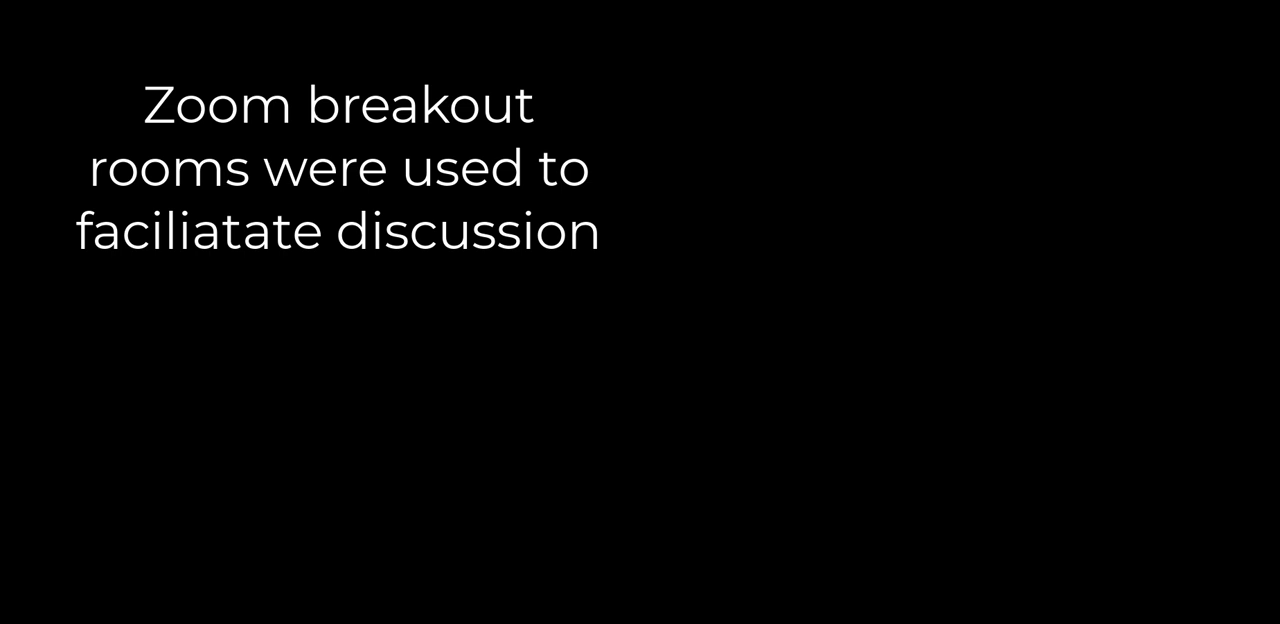 Zoom breakout
rooms were used to
faciliatate discussion